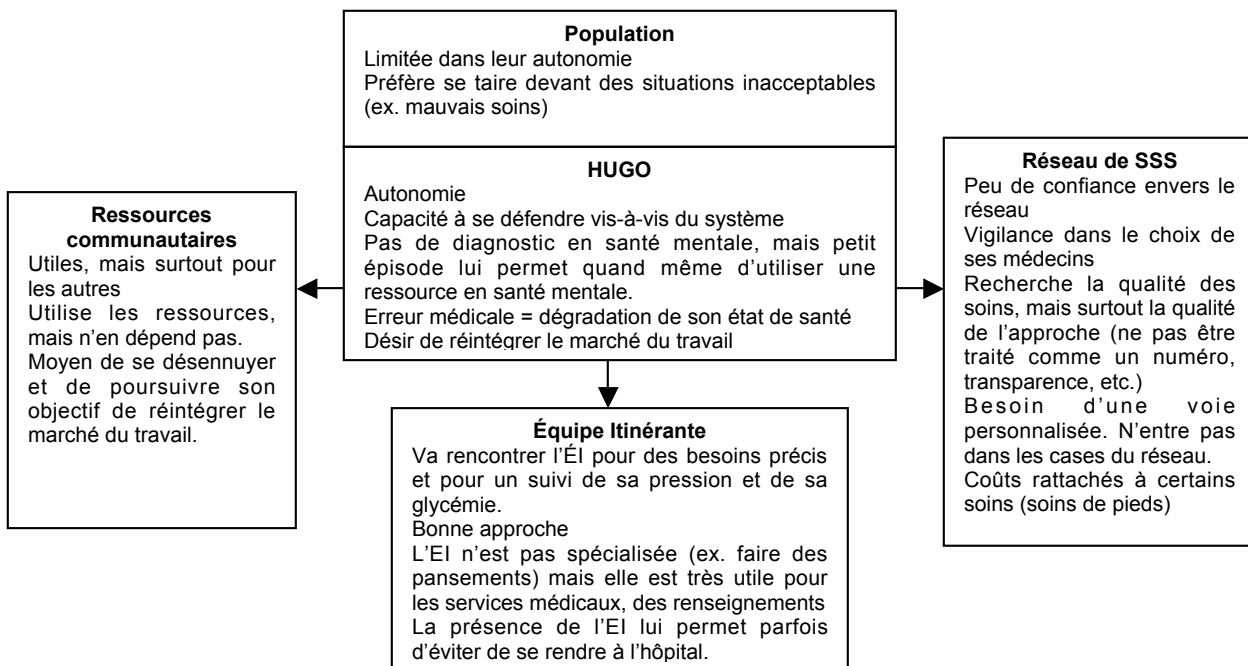 Population
Limitée dans leur autonomie
Préfère se taire devant des situations inacceptables
(ex. mauvais soins)
HUGO
Autonomie
Capacité à se défendre vis-à-vis du système
Pas de diagnostic en santé mentale, mais petit
épisode lui permet quand même d'utiliser une
ressource en santé mentale.
Erreur médicale = dégradation de son état de santé
Désir de réintégrer le marché du travail
Ressources
communautaires
Utiles, mais surtout pour
les autres
Utilise les ressources,
mais n'en dépend pas.
Moyen de se désennuyer
et de poursuivre son
objectif de réintégrer le
marché du travail.
Réseau de SSS
Peu de confiance envers le
réseau
Vigilance dans le choix de
ses médecins
Recherche la qualité des
soins, mais surtout la qualité
de l'approche (ne pas être
traité comme un numéro,
transparence, etc.)
Besoin d'une voie
personnalisée. N'entre pas
dans les cases du réseau.
Coûts rattachés à certains
soins (soins de pieds)
Équipe Itinérante
Va rencontrer l'ÉI pour des besoins précis
et pour un suivi de sa pression et de sa
glycémie.
Bonne approche
L'EI n'est pas spécialisée (ex. faire des
pansements) mais elle est très utile pour
les services médicaux, des renseignements
La présence de l'EI lui permet parfois
d'éviter de se rendre à l'hôpital.